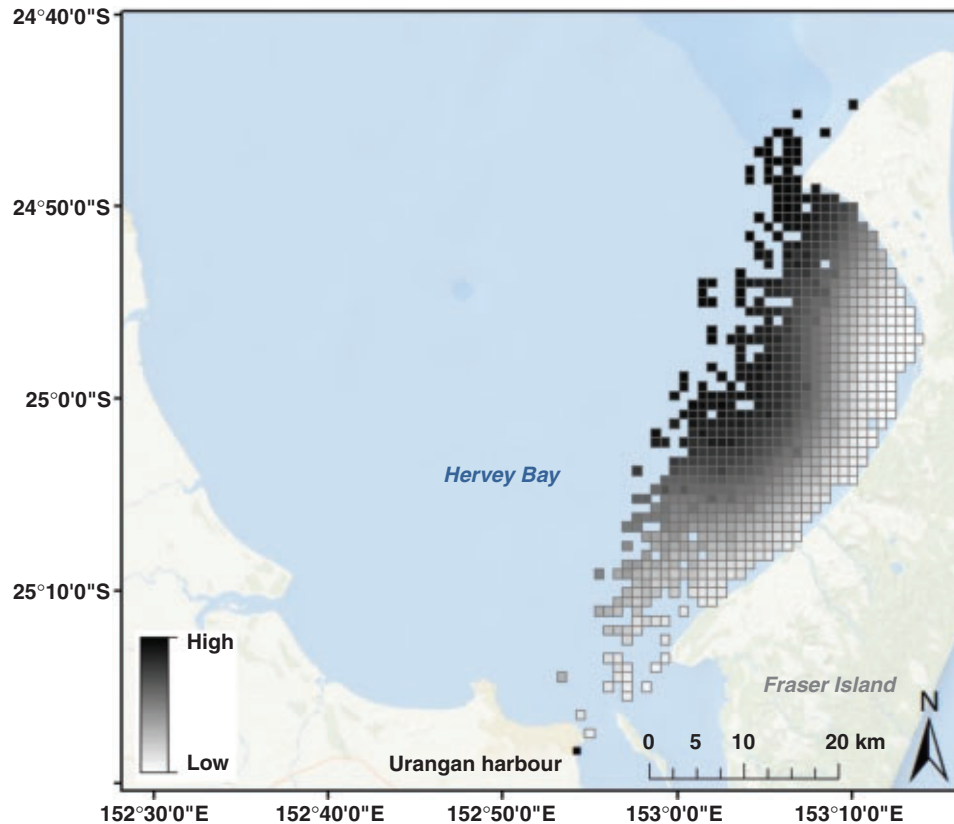 24°40'0"S
24°50'0"S
25°0'0"S
25°10'0"S
Hervey Bay
High
Low
Fraser Island
N
0 5 10 20 km
Urangan harbour
152°30'0"E 152°40'0"E 152°50'0"E 153°0'0"E 153°10'0"E